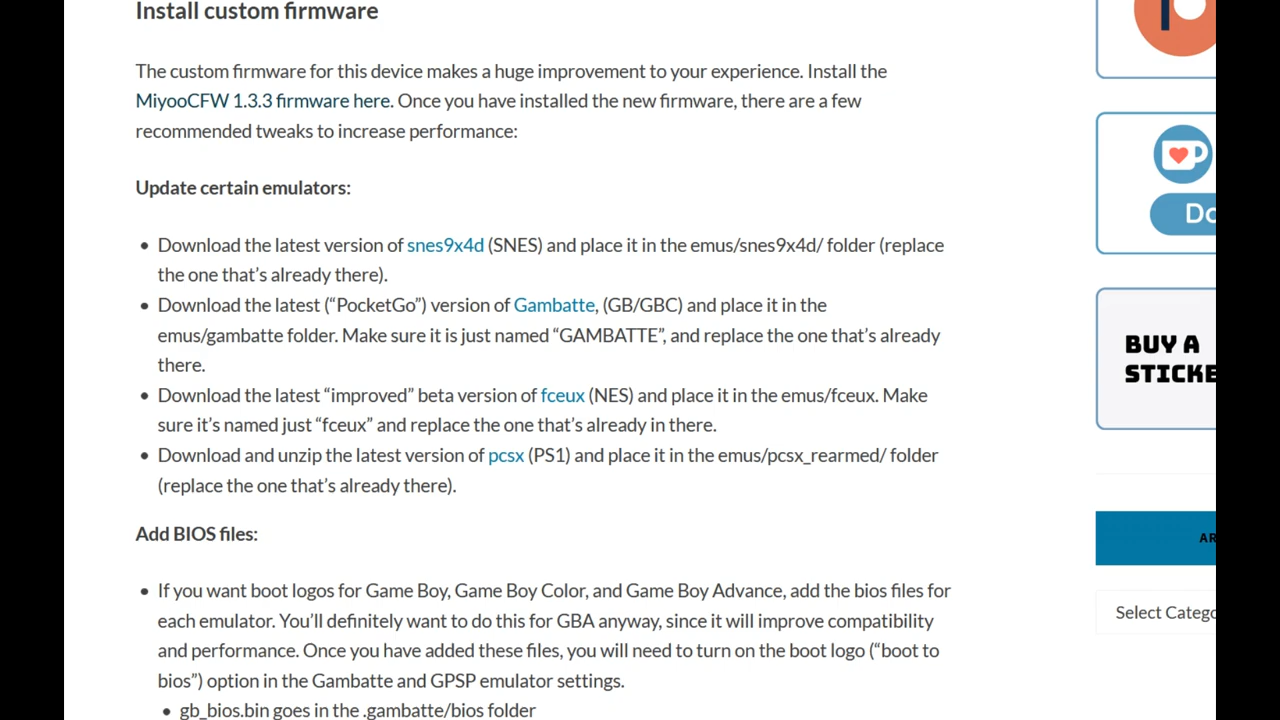 Install custom firmware
The custom firmware for this device makes a huge improvement to your experience. Install the
MiyooCFW 1.3.3 firmware here. Once you have installed the new firmware, there are a few
recommended tweaks to increase performance:
Update certain emulators:
• Download the latest version of snes9x4d (SNES) and place it in the emus/snes9x4d/ folder (replace
the one that’s already there).
• Download the latest (“PocketGo”) version of Gambatte, (GB/GBC) and place it in the
emus/gambatte folder. Make sure it is just named “GAMBATTE”, and replace the one that’s already
there.
• Download the latest “improved” beta version of fceux (NES) and place it in the emus/fceux. Make
sure it’s named just “fceux” and replace the one that’s already in there.
• Download and unzip the latest version of pcsx (PS1) and place it in the emus/pcsx_rearmed/ folder
(replace the one that’s already there).
Add BIOS files:
• If you want boot logos for Game Boy, Game Boy Color, and Game Boy Advance, add the bios files for
each emulator. You’ll definitely want to do this for GBA anyway, since it will improve compatibility
and performance. Once you have added these files, you will need to turn on the boot logo (“boot to
bios”) option in the Gambatte and GPSP emulator settings.
• gb_bios.bin goes in the .gambatte/bios folder
Do
BUY A
STICKE
AR
Select Catego